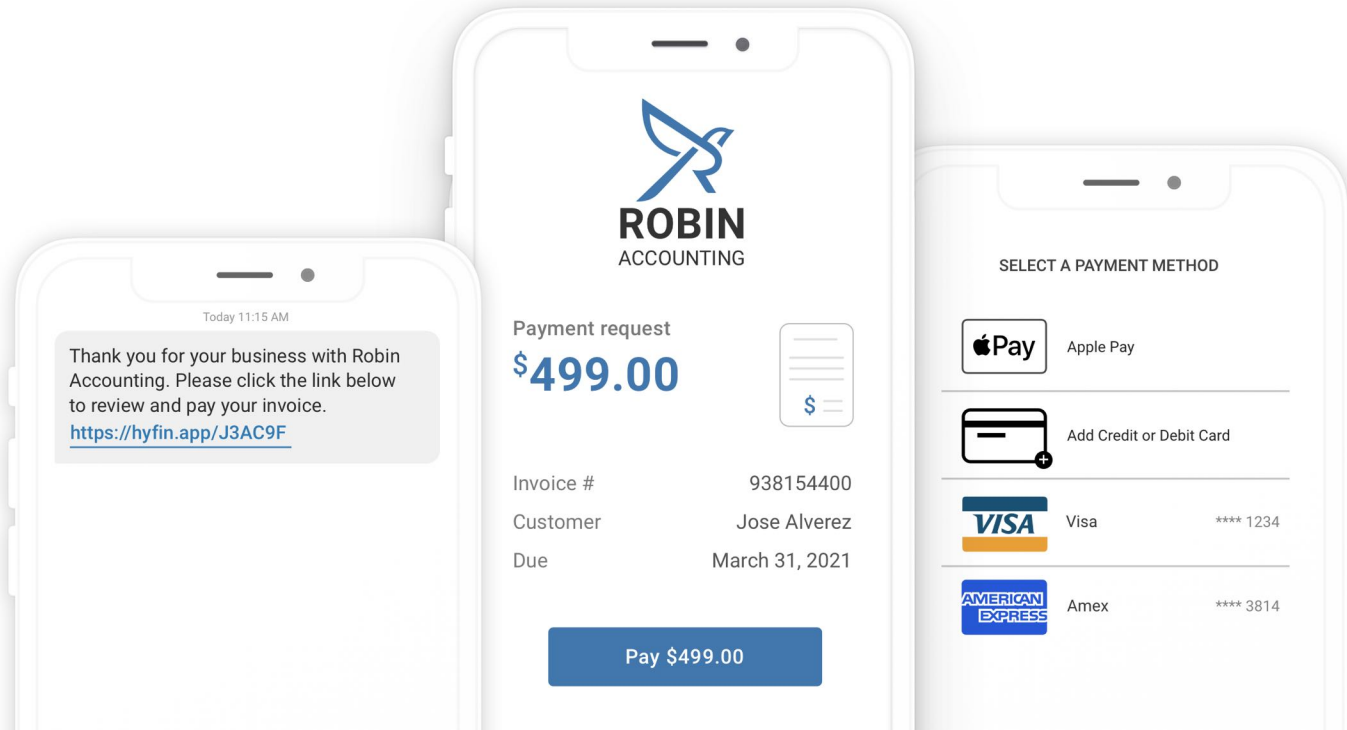 Today 11:15 AM
Thank you for your business with Robin
Accounting. Please click the link below
to review and pay your invoice.
https://hyfin.app/J3AC9F
ROBIN
ACCOUNTING
Payment request
$499.00
$
Invoice # 938154400
Customer Jose Alverez
Due March 31, 2021
Pay $499.00
SELECT A PAYMENT METHOD
Pay Apple Pay
Add Credit or Debit Card
VISA Visa **** 1234
AMERICAN
EXPRESS
Amex **** 3814